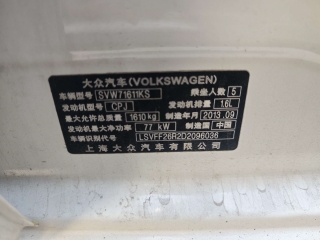 大众汽车(VOLKSWAGEN)
车辆型号 SVW71611KS 乘坐人数 5
发动机型号 CPJ 发动机排量 1.6L
最大允许总质量 1610kg 制造年月 2013.09
发动机最大净功率 77 kW 制造国 中国
车辆识别代号 LSVFF26R2D2096036
上海大众汽车有限公司